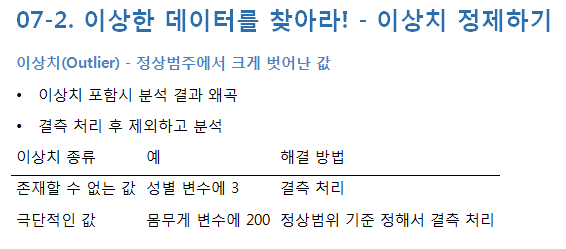 07-2. 이상한 데이터를 찾아라! - 이상치 정제하기
이상치(Outlier) - 정상범주에서 크게 벗어난 값
• 이상치 포함시 분석 결과 왜곡
• 결측 처리 후 제외하고 분석
이상치 종류 예 해결 방법
존재할 수 없는 값 성별 변수에 3 결측 처리
극단적인 값 몸무게 변수에 200 정상범위 기준 정해서 결측 처리